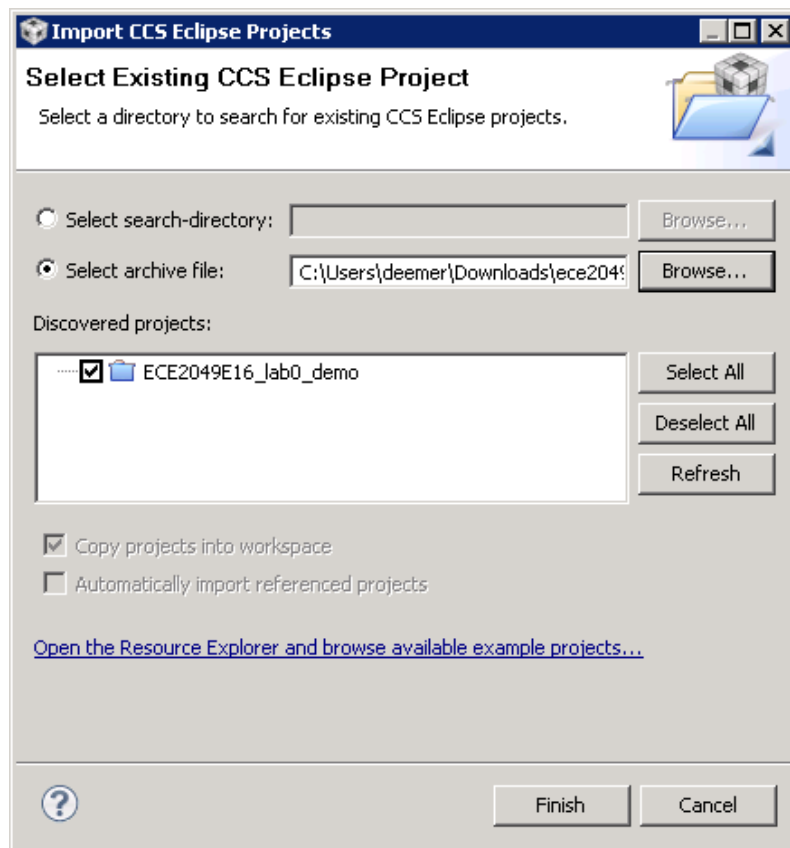 Import CCS Eclipse Projects
Select Existing CCS Eclipse Project
Select a directory to search for existing CCS Eclipse projects.
Select search-directory:
Browse...
Select archive file:
C:\Users\deemer\Downloads\ece2049
Browse...
Discovered projects:
ECE2049E16_lab0_demo
Select All
Deselect All
Refresh
Copy projects into workspace
Automatically import referenced projects
Open the Resource Explorer and browse available example projects...
?
Finish
Cancel